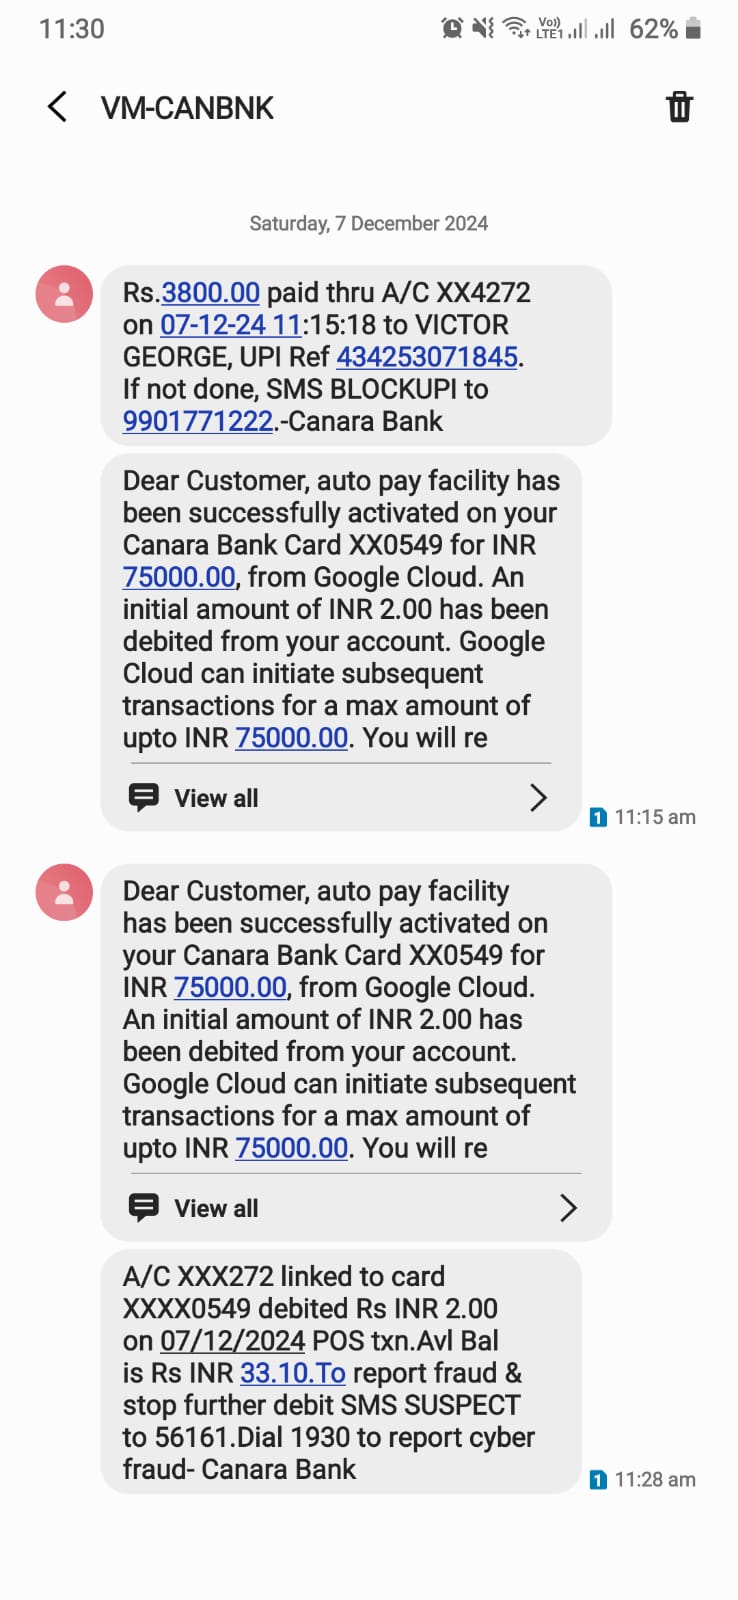 11:30
Vo)) LTE1 62%
VM-CANBNK
Saturday, 7 December 2024
Rs.3800.00 paid thru A/C XX4272
on 07-12-24 11:15:18 to VICTOR
GEORGE, UPI Ref 434253071845.
If not done, SMS BLOCKUPI to
9901771222.-Canara Bank
Dear Customer, auto pay facility has
been successfully activated on your
Canara Bank Card XX0549 for INR
75000.00, from Google Cloud. An
initial amount of INR 2.00 has been
debited from your account. Google
Cloud can initiate subsequent
transactions for a max amount of
upto INR 75000.00. You will re
View all
1 11:15 am
Dear Customer, auto pay facility
has been successfully activated on
your Canara Bank Card XX0549 for
INR 75000.00, from Google Cloud.
An initial amount of INR 2.00 has
been debited from your account.
Google Cloud can initiate subsequent
transactions for a max amount of
upto INR 75000.00. You will re
View all
A/C XXX272 linked to card
XXXX0549 debited Rs INR 2.00
on 07/12/2024 POS txn.Avl Bal
is Rs INR 33.10.To report fraud &
stop further debit SMS SUSPECT
to 56161.Dial 1930 to report cyber
fraud- Canara Bank
1 11:28 am